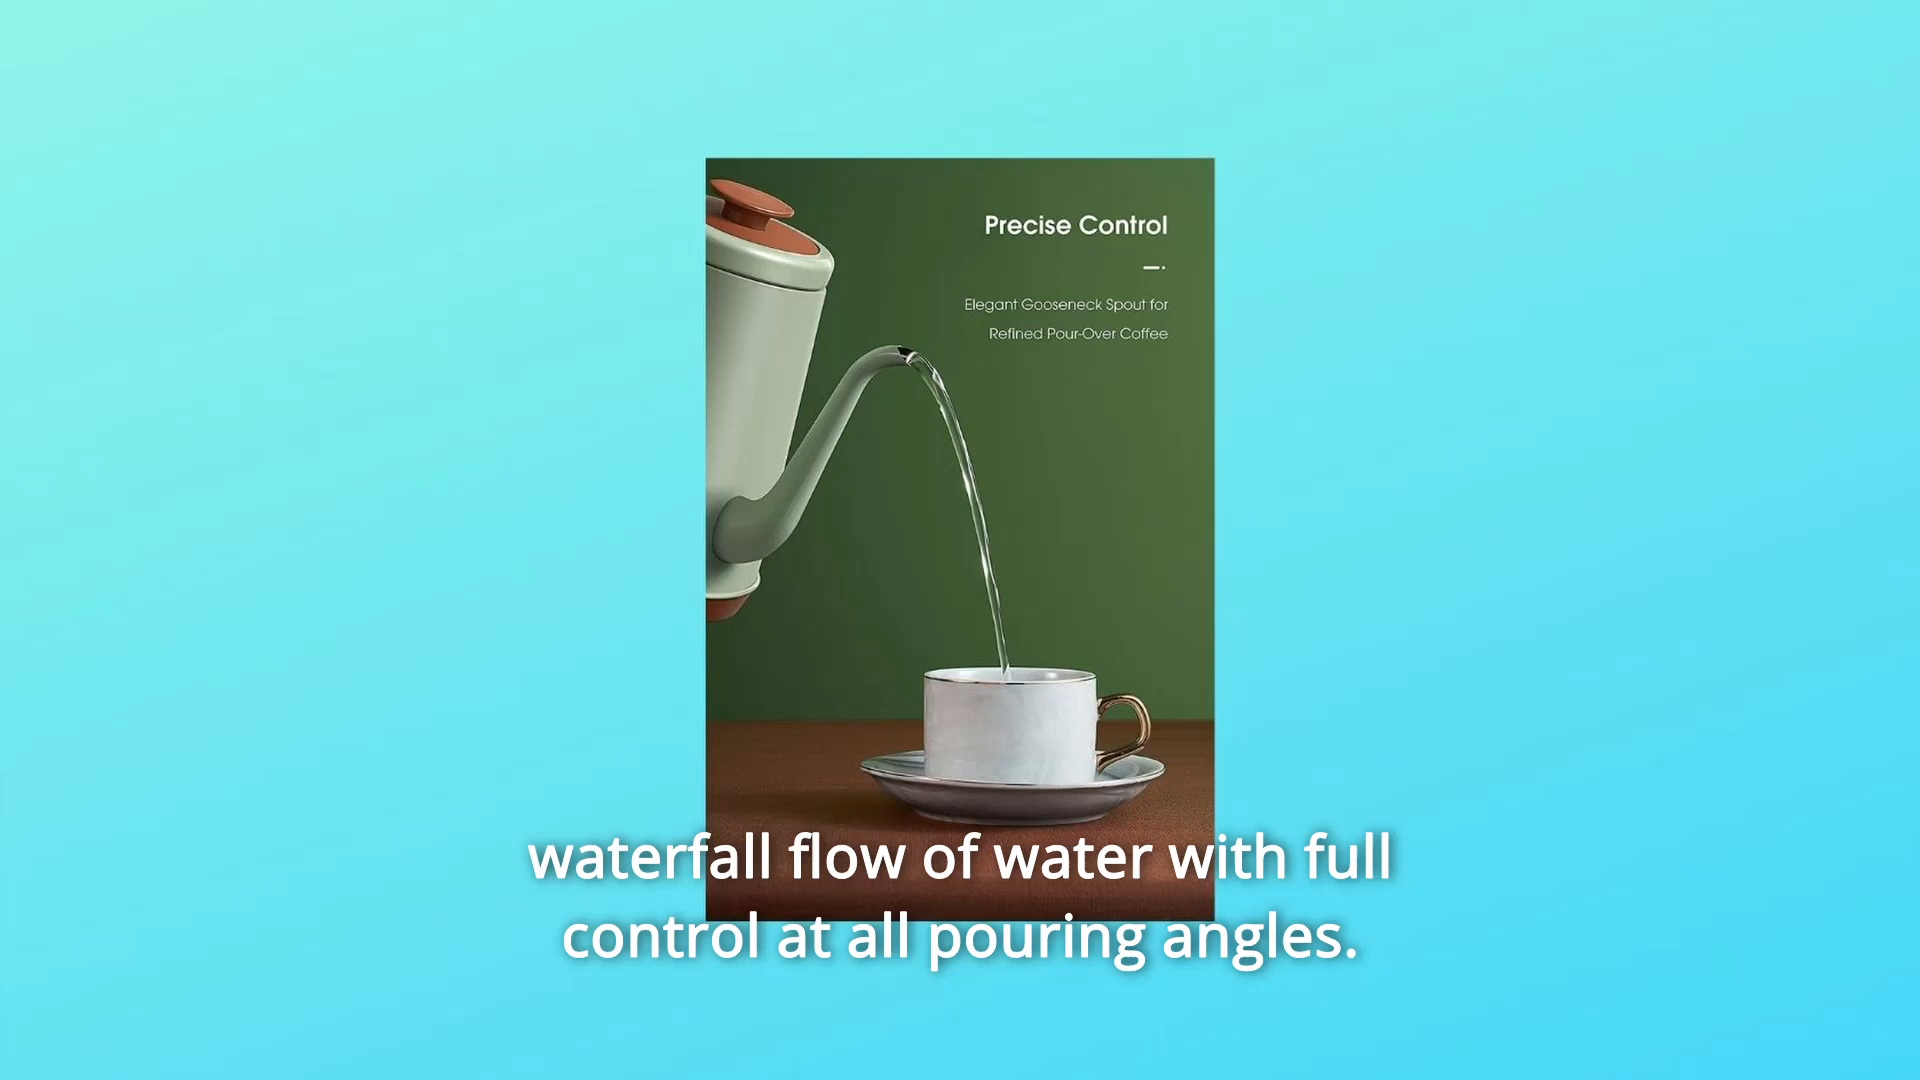 Precise Control
Elegant Gooseneck Spout for
Refined Pour-Over Coffee
waterfall flow of water with full
control at all pouring angles.